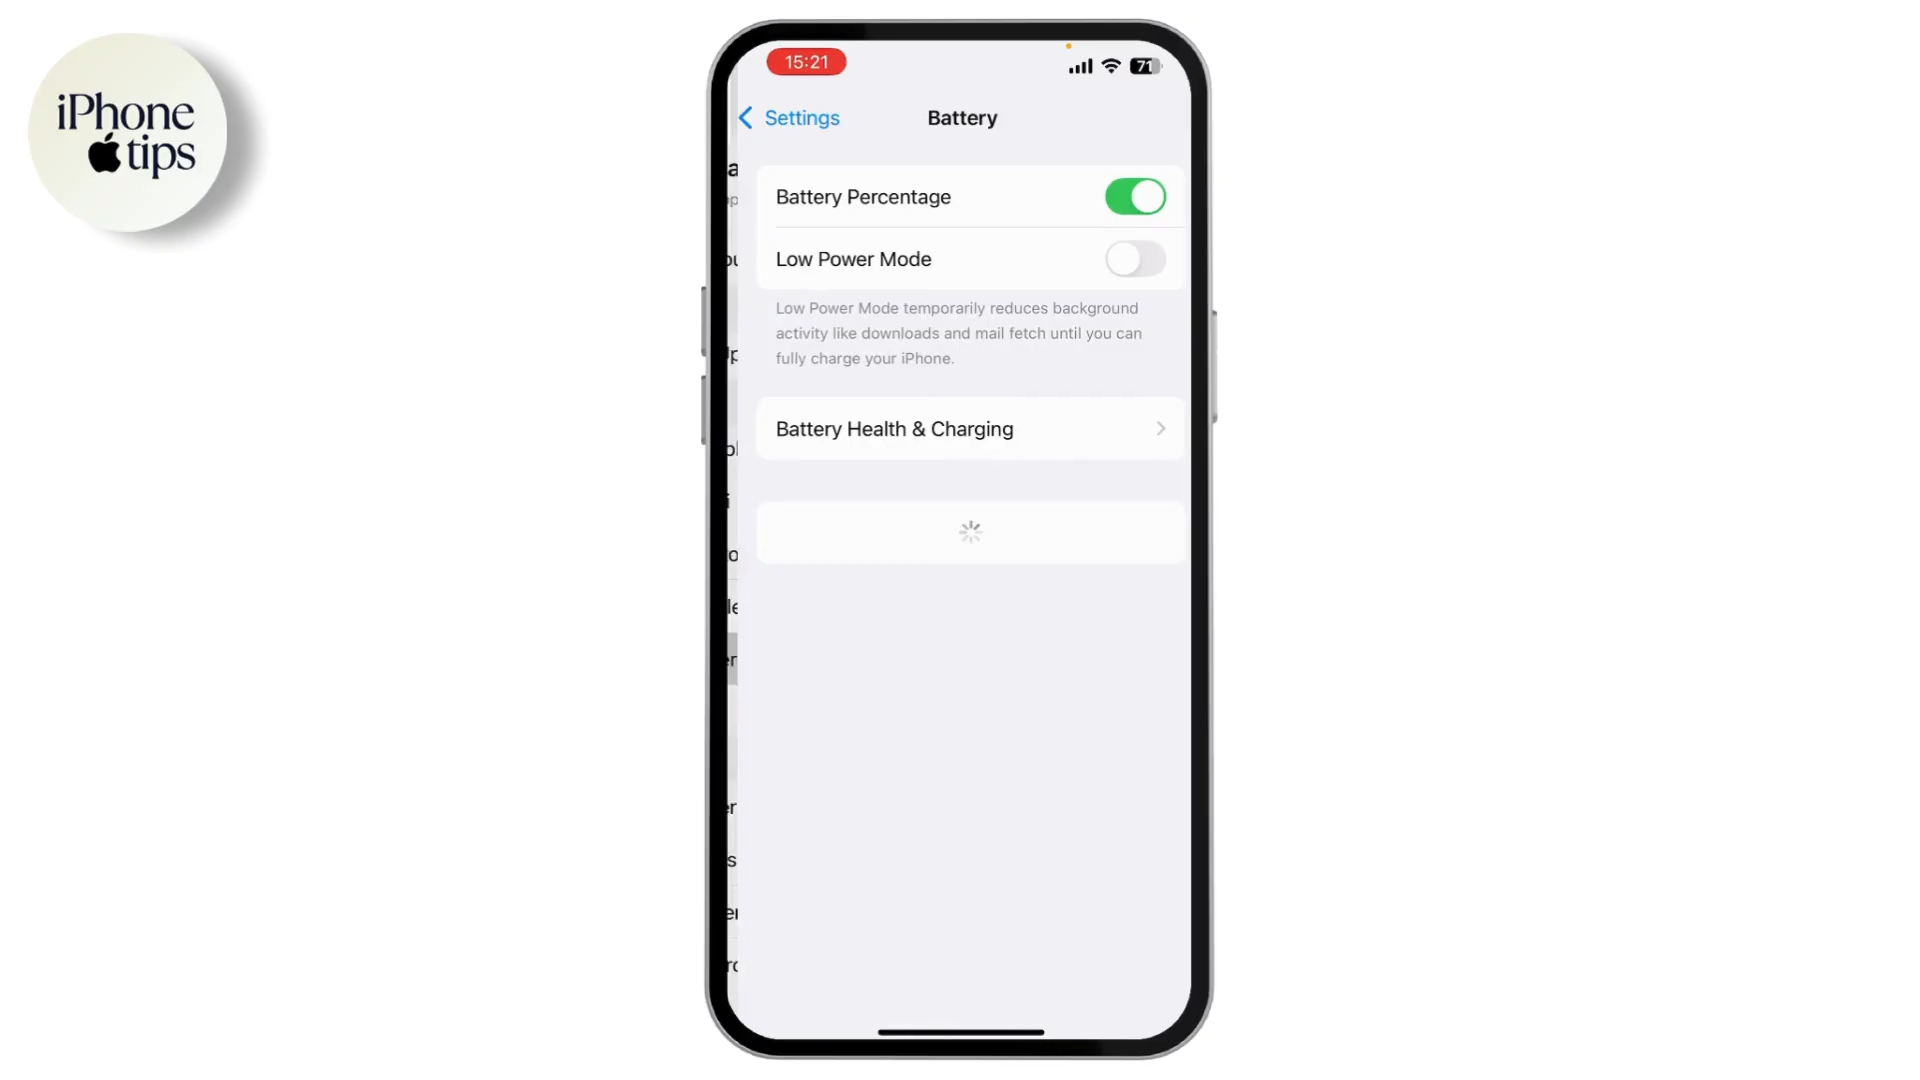 iPhone
tips
15:21
71
Settings
Battery
Battery Percentage
Low Power Mode
Low Power Mode temporarily reduces background
activity like downloads and mail fetch until you can
fully charge your iPhone.
Battery Health & Charging